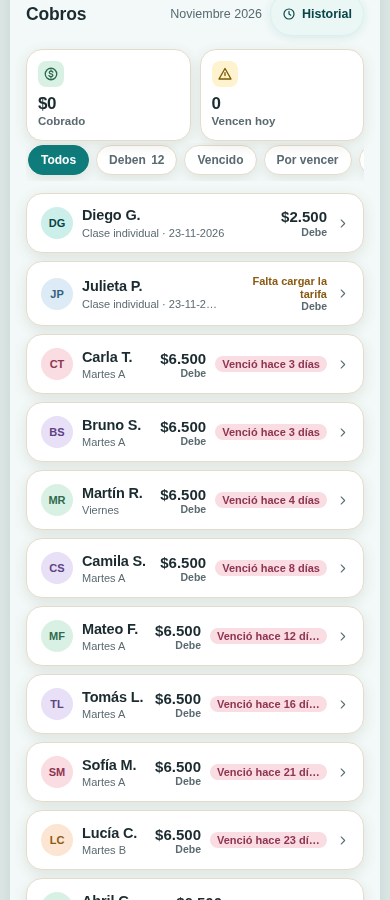 Cobros
Noviembre 2026
Historial
$0
Cobrado
0
Vencen hoy
Todos
Deben 12
Vencido
Por vencer
DG
Diego G.
Clase individual · 23-11-2026
$2.500
Debe
JP
Julieta P.
Clase individual · 23-11-2…
Falta cargar la
tarifa
Debe
CT
Carla T.
Martes A
$6.500
Debe
Venció hace 3 días
BS
Bruno S.
Martes A
$6.500
Debe
Venció hace 3 días
MR
Martín R.
Viernes
$6.500
Debe
Venció hace 4 días
CS
Camila S.
Martes A
$6.500
Debe
Venció hace 8 días
MF
Mateo F.
Martes A
$6.500
Debe
Venció hace 12 dí…
TL
Tomás L.
Martes A
$6.500
Debe
Venció hace 16 dí…
SM
Sofía M.
Martes A
$6.500
Debe
Venció hace 21 dí…
LC
Lucía C.
Martes B
$6.500
Debe
Venció hace 23 dí…